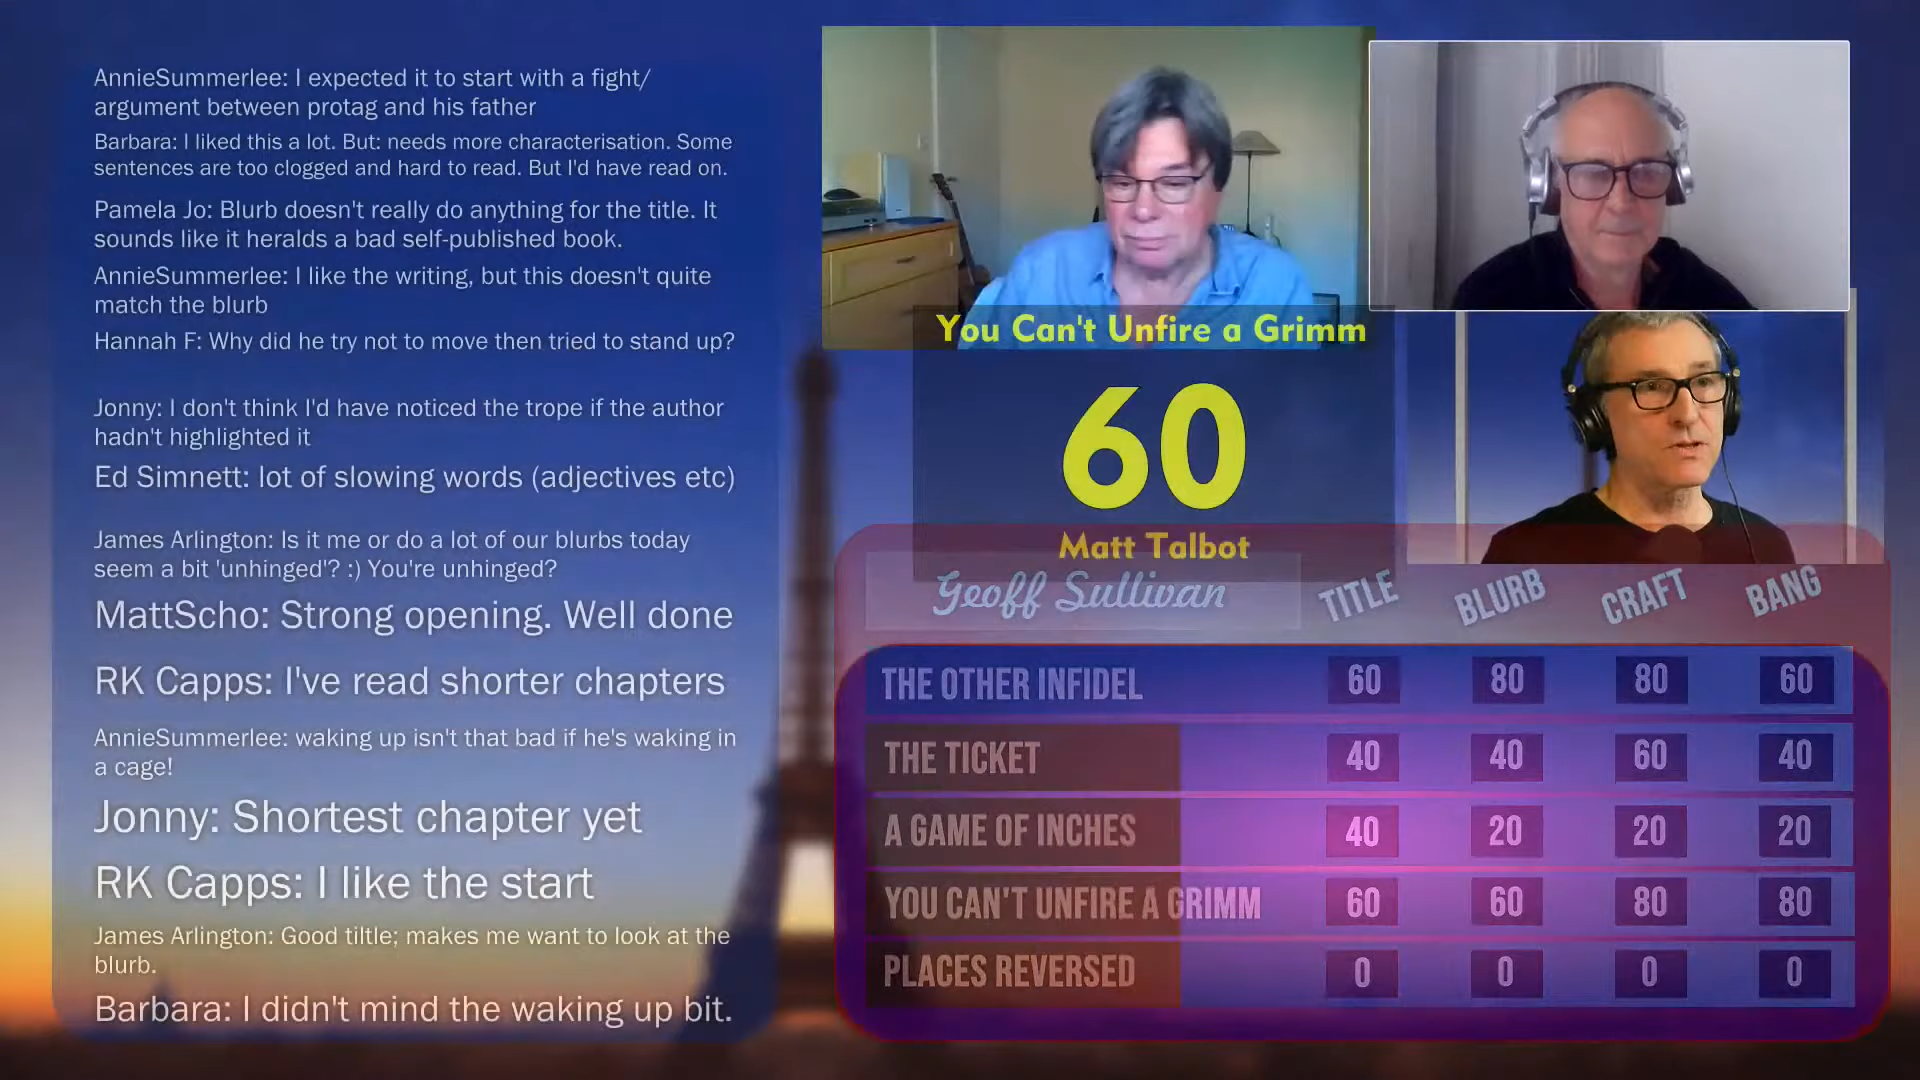 AnnieSummerlee: I expected it to start with a fight/
argument between protag and his father
Barbara: I liked this a lot. But: needs more characterisation. Some
sentences are too clogged and hard to read. But I'd have read on.
Pamela Jo: Blurb doesn't really do anything for the title. It
sounds like it heralds a bad self-published book.
AnnieSummerlee: I like the writing, but this doesn't quite
match the blurb
Hannah F: Why did he try not to move then tried to stand up?
Jonny: I don't think I'd have noticed the trope if the author
hadn't highlighted it
Ed Simnett: lot of slowing words (adjectives etc)
James Arlington: Is it me or do a lot of our blurbs today
seem a bit 'unhinged'? :) You're unhinged?
MattScho: Strong opening. Well done
RK Capps: I've read shorter chapters
AnnieSummerlee: waking up isn't that bad if he's waking in
a cage!
Jonny: Shortest chapter yet
RK Capps: I like the start
James Arlington: Good tiltle; makes me want to look at the
blurb.
Barbara: I didn't mind the waking up bit.
You Can't Unfire a Grimm
60
Matt Talbot
Geoff Sullivan TITLE BLURB CRAFT BANG
THE OTHER INFIDEL 60 80 80 60
THE TICKET 40 40 60 40
A GAME OF INCHES 40 20 20 20
YOU CAN'T UNFIRE A GRIMM 60 60 80 80
PLACES REVERSED 0 0 0 0